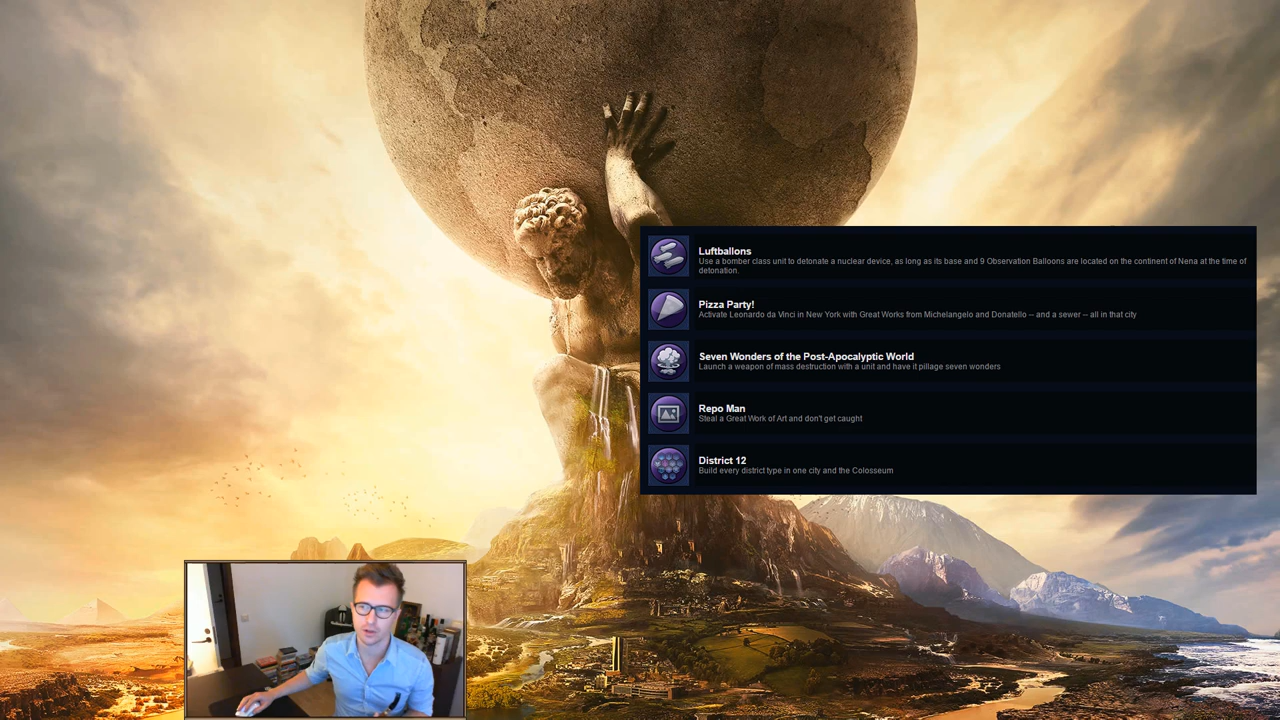 Luftballons
Use a bomber class unit to detonate a nuclear device, as long as its base and 9 Observation Balloons are located on the continent of Nena at the time of
detonation.
Pizza Party!
Activate Leonardo da Vinci in New York with Great Works from Michelangelo and Donatello -- and a sewer -- all in that city
Seven Wonders of the Post-Apocalyptic World
Launch a weapon of mass destruction with a unit and have it pillage seven wonders
Repo Man
Steal a Great Work of Art and don't get caught
District 12
Build every district type in one city and the Colosseum